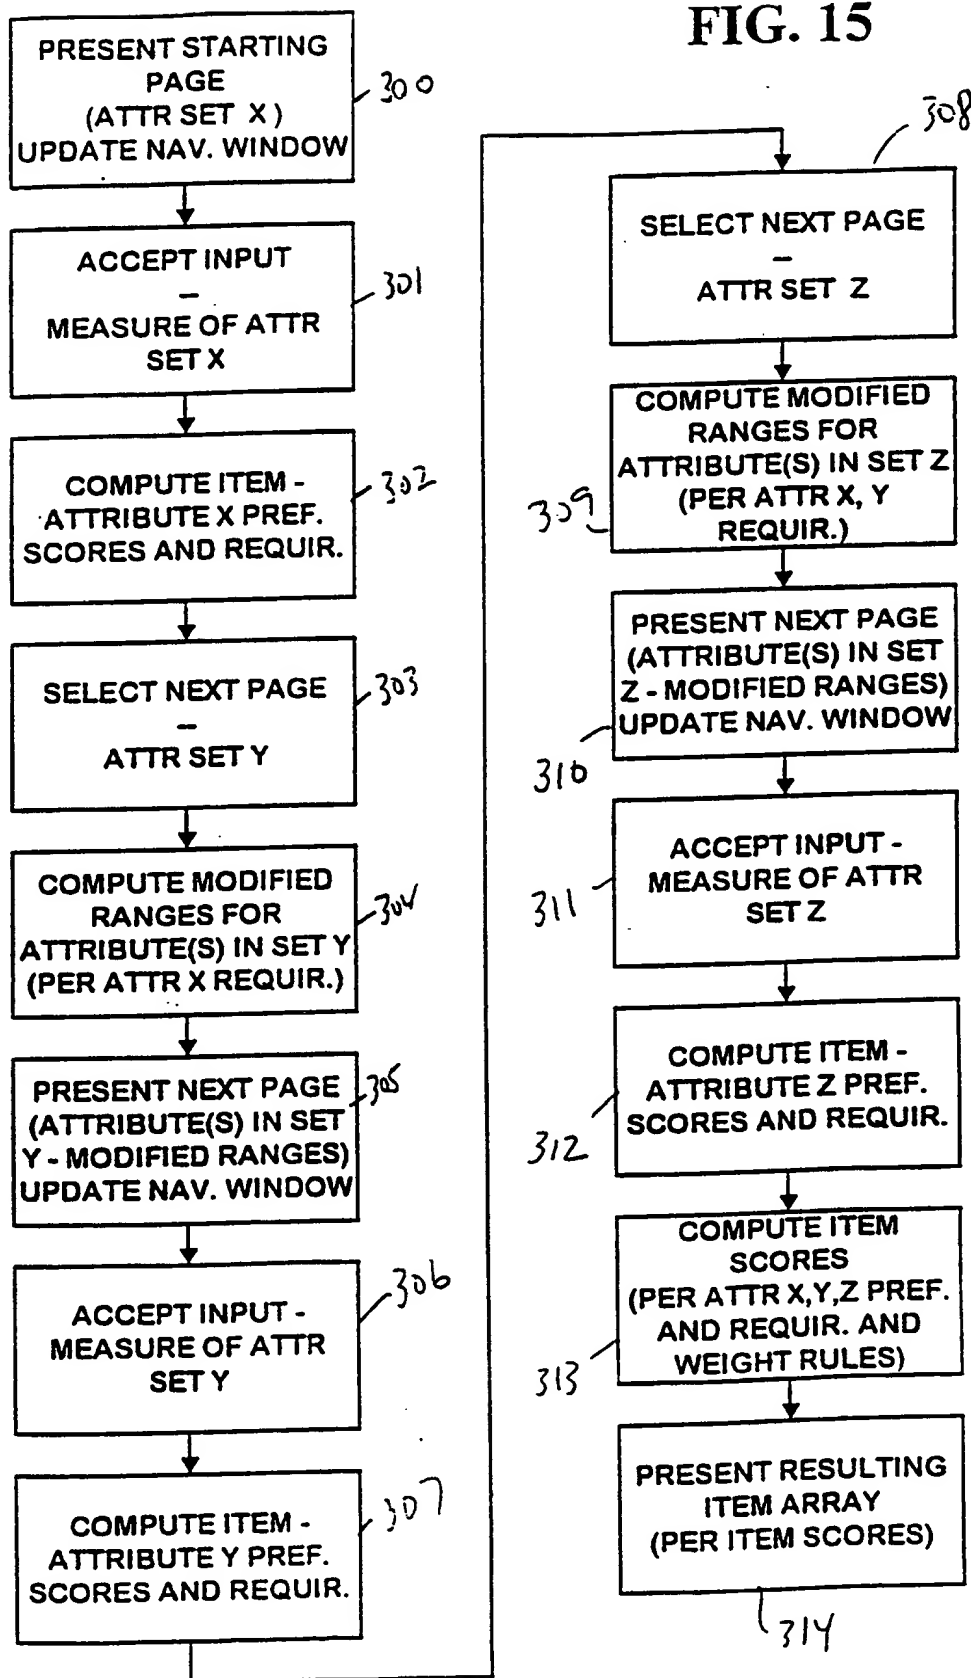 FIG. 15
PRESENT STARTING
PAGE
(ATTR SET X)
UPDATE NAV. WINDOW
300
ACCEPT INPUT
–
MEASURE OF ATTR
SET X
301
COMPUTE ITEM -
ATTRIBUTE X PREF.
SCORES AND REQUIR.
302
SELECT NEXT PAGE
–
ATTR SET Y
303
COMPUTE MODIFIED
RANGES FOR
ATTRIBUTE(S) IN SET Y
(PER ATTR X REQUIR.)
304
PRESENT NEXT PAGE
(ATTRIBUTE(S) IN SET
Y - MODIFIED RANGES)
UPDATE NAV. WINDOW
305
ACCEPT INPUT -
MEASURE OF ATTR
SET Y
306
COMPUTE ITEM -
ATTRIBUTE Y PREF.
SCORES AND REQUIR.
307
308
SELECT NEXT PAGE
–
ATTR SET Z
COMPUTE MODIFIED
RANGES FOR
ATTRIBUTE(S) IN SET Z
(PER ATTR X, Y
REQUIR.)
309
PRESENT NEXT PAGE
(ATTRIBUTE(S) IN SET
Z - MODIFIED RANGES)
UPDATE NAV. WINDOW
310
ACCEPT INPUT -
MEASURE OF ATTR
SET Z
311
COMPUTE ITEM -
ATTRIBUTE Z PREF.
SCORES AND REQUIR.
312
COMPUTE ITEM
SCORES
(PER ATTR X,Y,Z PREF.
AND REQUIR. AND
WEIGHT RULES)
313
PRESENT RESULTING
ITEM ARRAY
(PER ITEM SCORES)
314